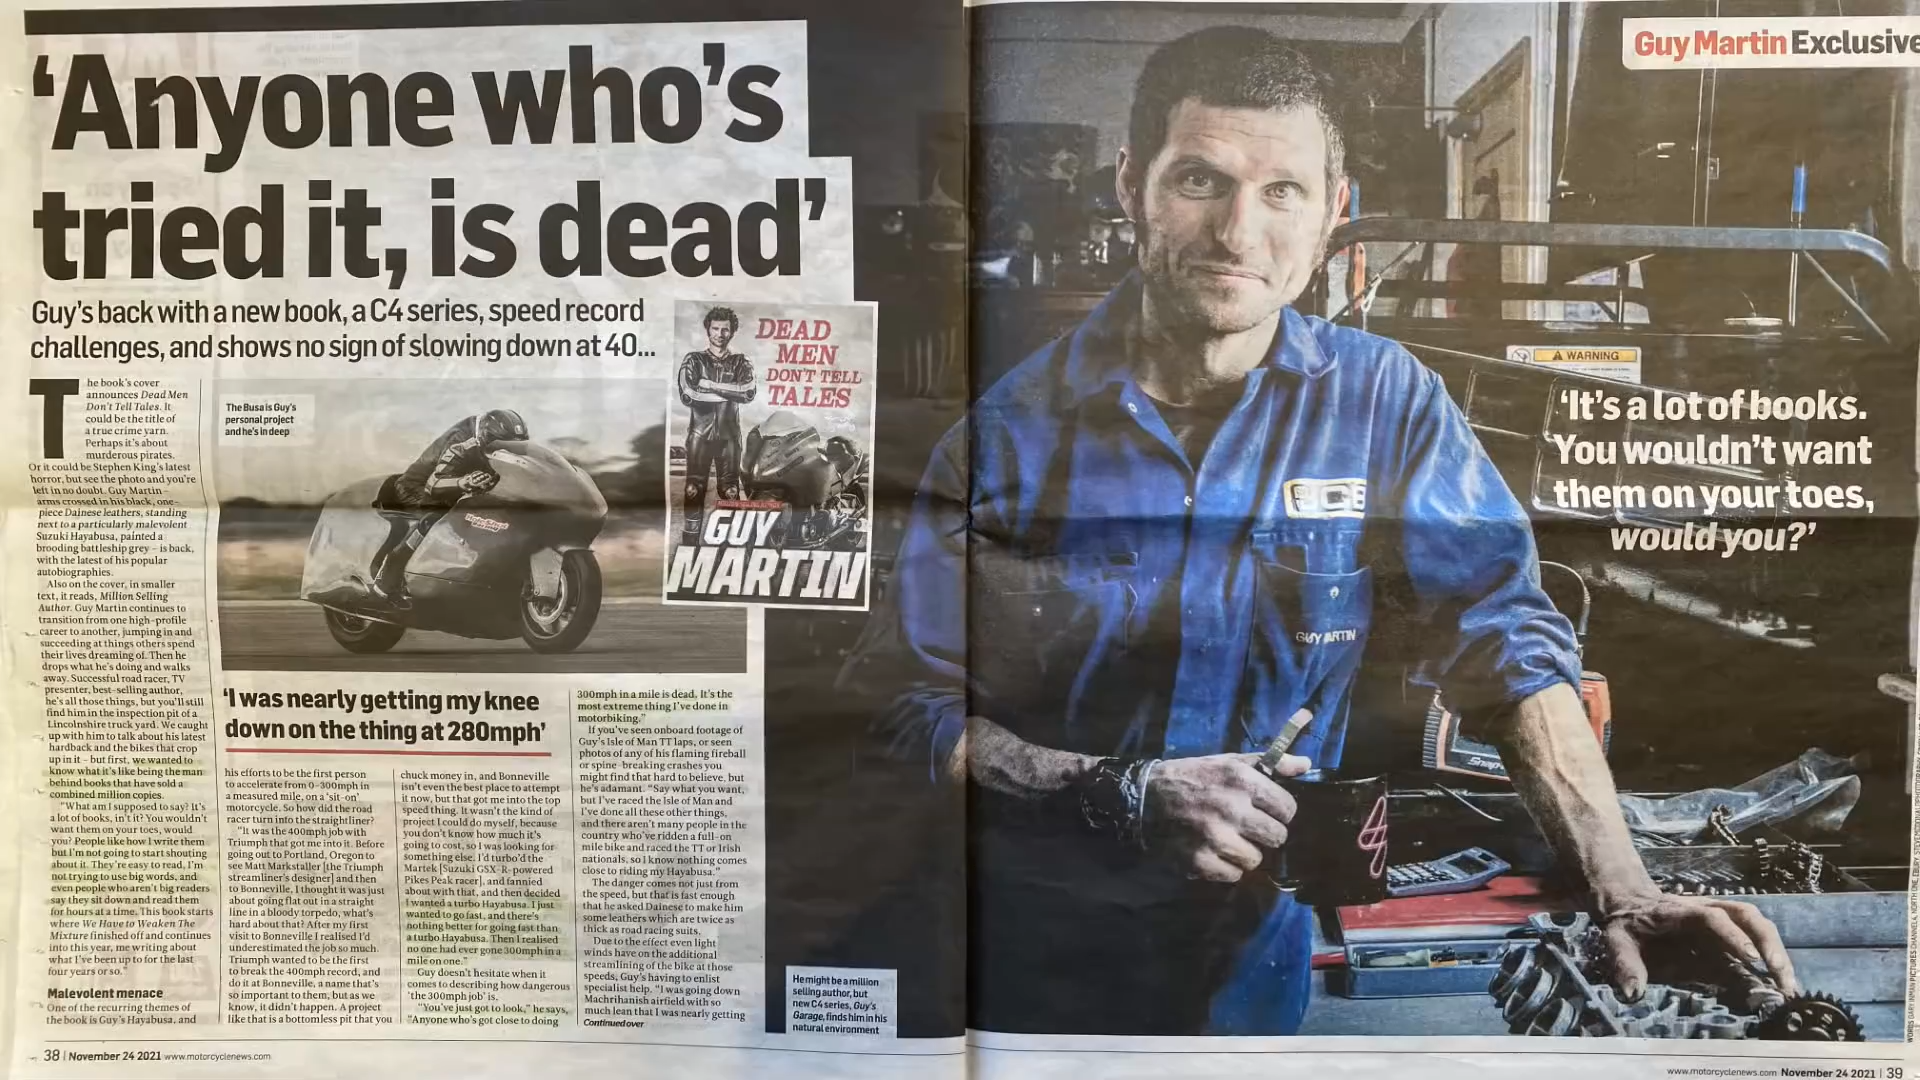 'Anyone who's
tried it, is dead'
Guy's back with a new book, a C4 series, speed record
challenges, and shows no sign of slowing down at 40...
The book's cover
announces Dead Men
Don't Tell Tales. It
could be the title of
a true crime yarn.
Perhaps it's about
murderous pirates.
Or it could be Stephen King's latest
horror, but see the photo and you're
left in no doubt. Guy Martin –
arms crossed in his black, one-
piece Dainese leathers, standing
next to a particularly malevolent
Suzuki Hayabusa, painted a
brooding battleship grey – is back,
with the latest of his popular
autobiographies.
Also on the cover, in smaller
text, it reads, Million Selling
Author. Guy Martin continues to
transition from one high-profile
career to another, jumping in and
succeeding at things others spend
their lives dreaming of. Then he
drops what he's doing and walks
away. Successful road racer, TV
presenter, best-selling author,
he's all those things, but you'll still
find him in the inspection pit of a
Lincolnshire truck yard. We caught
up with him to talk about his latest
hardback and the bikes that crop
up in it – but first, we wanted to
know what it's like being the man
behind books that have sold a
combined million copies.
"What am I supposed to say? It's
a lot of books, in't it? You wouldn't
want them on your toes, would
you? People like how I write them
but I'm not going to start shouting
about it. They're easy to read, I'm
not trying to use big words, and
even people who aren't big readers
say they sit down and read them
for hours at a time. This book starts
where We Have to Weaken The
Mixture finished off and continues
into this year, me writing about
what I've been up to for the last
four years or so."
Malevolent menace
One of the recurring themes of
the book is Guy's Hayabusa, and
The Busa is Guy's
personal project
and he's in deep
DEAD
MEN
DON'T TELL
TALES
GUY
MARTIN
'I was nearly getting my knee
down on the thing at 280mph'
his efforts to be the first person
to accelerate from 0-300mph in
a measured mile, on a 'sit-on'
motorcycle. So how did the road
racer turn into the straightliner?
"It was the 400mph job with
Triumph that got me into it. Before
going out to Portland, Oregon to
see Matt Markstaller [the Triumph
streamliner's designer] and then
to Bonneville, I thought it was just
about going flat out in a straight
line in a bloody torpedo, what's
hard about that? After my first
visit to Bonneville I realised I'd
underestimated the job so much.
Triumph wanted to be the first
to break the 400mph record, and
do it at Bonneville, a name that's
so important to them, but as we
know, it didn't happen. A project
like that is a bottomless pit that you
chuck money in, and Bonneville
isn't even the best place to attempt
it now, but that got me into the top
speed thing. It wasn't the kind of
project I could do myself, because
you don't know how much it's
going to cost, so I was looking for
something else. I'd turbo'd the
Martek [Suzuki GSX-R-powered
Pikes Peak racer], and fannied
about with that, and then decided
I wanted a turbo Hayabusa. I just
wanted to go fast, and there's
nothing better for going fast than
a turbo Hayabusa. Then I realised
no one had ever gone 300mph in a
mile on one."
Guy doesn't hesitate when it
comes to describing how dangerous
'the 300mph job' is.
"You've just got to look," he says,
"Anyone who's got close to doing
300mph in a mile is dead. It's the
most extreme thing I've done in
motorbiking."
If you've seen onboard footage of
Guy's Isle of Man TT laps, or seen
photos of any of his flaming fireball
or spine-breaking crashes you
might find that hard to believe, but
he's adamant. "Say what you want,
but I've raced the Isle of Man and
I've done all these other things,
and there aren't many people in the
country who've ridden a full-on
mile bike and raced the TT or Irish
nationals, so I know nothing comes
close to riding my Hayabusa."
The danger comes not just from
the speed, but that is fast enough
that he asked Dainese to make him
some leathers which are twice as
thick as road racing suits.
Due to the effect even light
winds have on the additional
streamlining of the bike at those
speeds, Guy's having to enlist
specialist help. "I was going down
Machrihanish airfield with so
much lean that I was nearly getting
Continued over
He might be a million
selling author, but
new C4 series, Guy's
Garage, finds him in his
natural environment
38 | November 24 2021 www.motorcyclenews.com
Guy Martin Exclusive
WARNING
'It's a lot of books.
You wouldn't want
them on your toes,
would you?'
JCB
GUY MARTIN
Snap-on
www.motorcyclenews.com November 24 2021 | 39